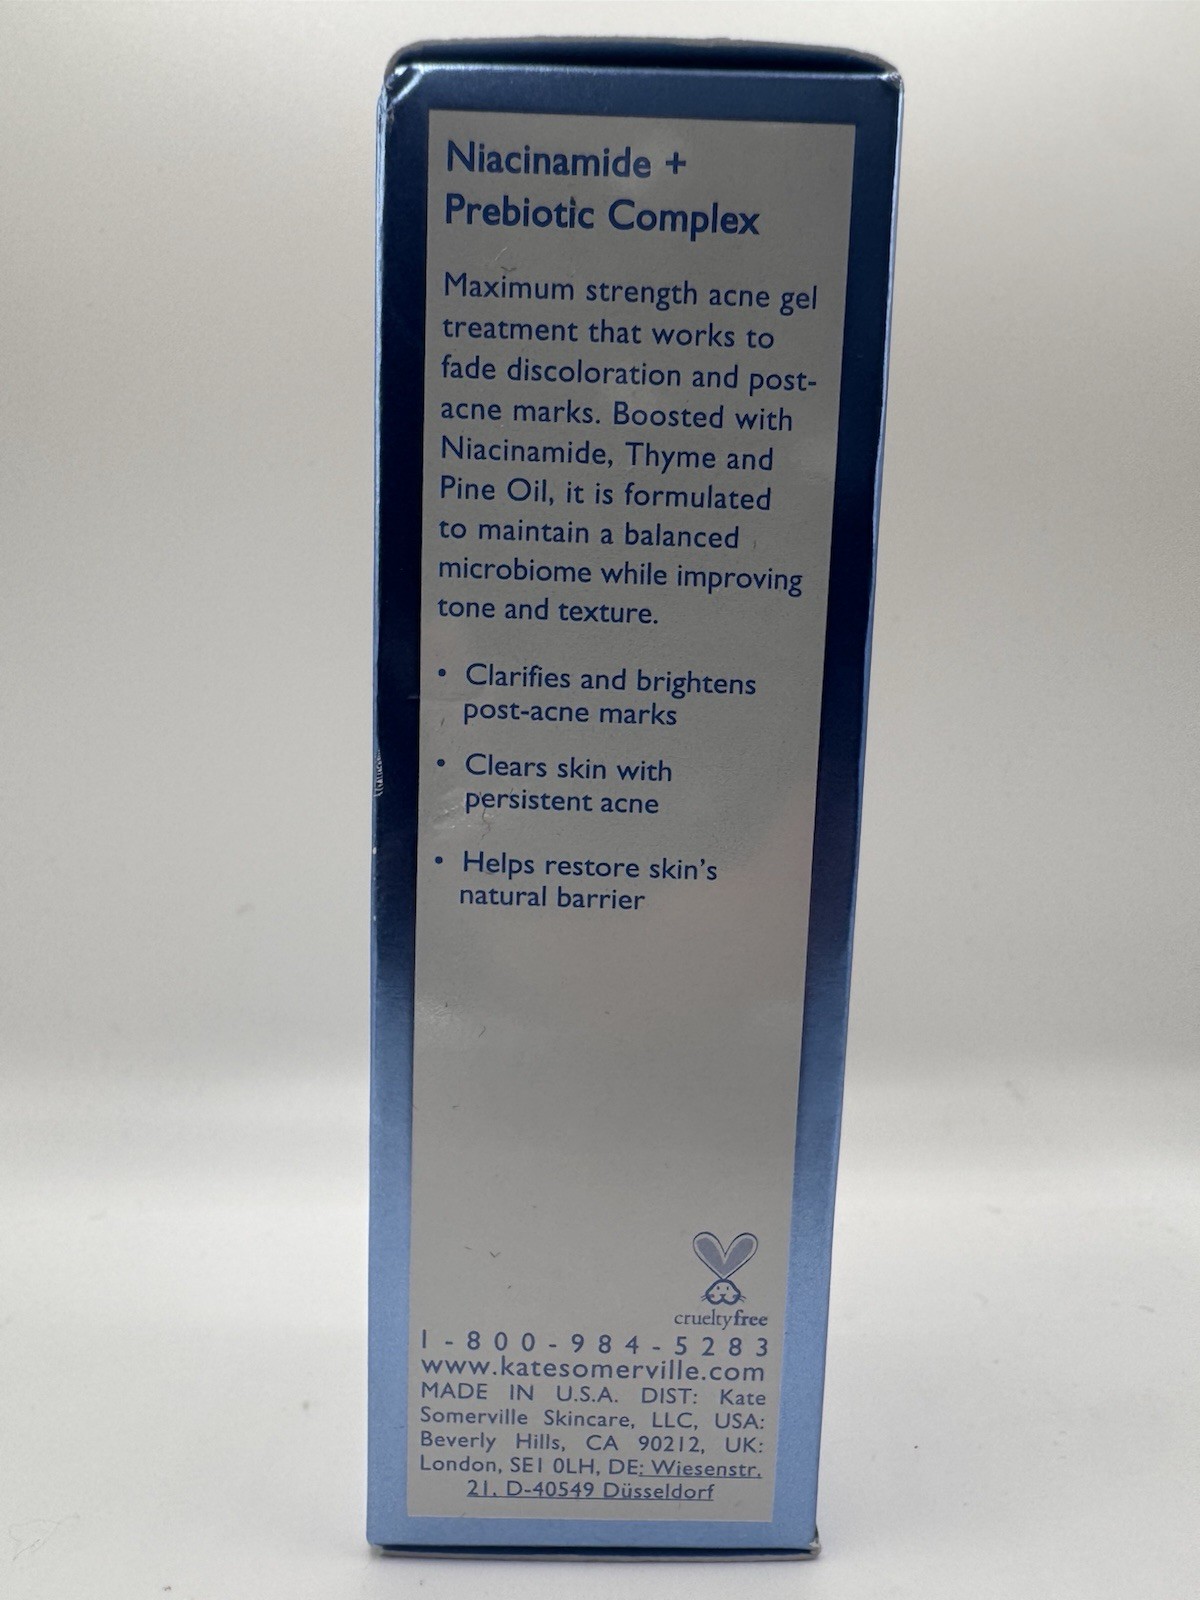 Niacinamide +
Prebiotic Complex
Maximum strength acne gel
treatment that works to
fade discoloration and post-
acne marks. Boosted with
Niacinamide, Thyme and
Pine Oil, it is formulated
to maintain a balanced
microbiome while improving
tone and texture.
• Clarifies and brightens
post-acne marks
• Clears skin with
persistent acne
• Helps restore skin's
natural barrier
crueltyfree
1-800-984-5283
www.katesomerville.com
MADE IN U.S.A. DIST: Kate
Somerville Skincare, LLC, USA:
Beverly Hills, CA 90212, UK:
London, SE1 0LH, DE: Wiesenstr.
21. D-40549 Düsseldorf